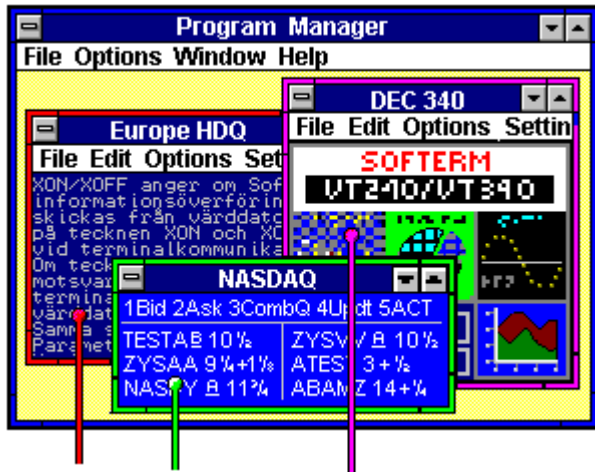 Program Manager
File Options Window Help
DEC 340
File Edit Options Settin
SOFTERM
VT240/VT340
Europe HDQ
File Edit Options Set
XON/XOFF anger om Sof
informationsöverförin
skickas från värddato
på tecknen XON och XO
vid terminalkommunika
Om teck
motsvar
termina
värddat
Samma s
Paramet
NASDAQ
1Bid 2Ask 3CombQ 4Updt 5ACT
TESTAB 10½ ZYSVV A 10½
ZYSAA 9¼+1⅛ ATEST 3+½
NASPY A 11¾ ABAMZ 14+¼